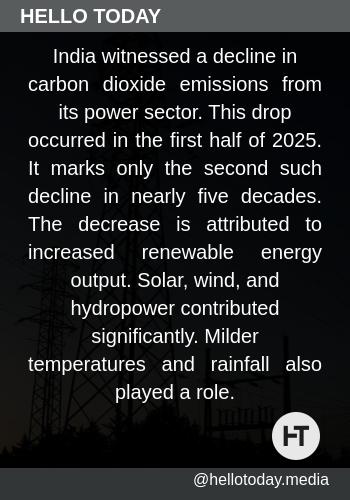 HELLO TODAY
India witnessed a decline in
carbon dioxide emissions from
its power sector. This drop
occurred in the first half of 2025.
It marks only the second such
decline in nearly five decades.
The decrease is attributed to
increased renewable energy
output. Solar, wind, and
hydropower contributed
significantly. Milder
temperatures and rainfall also
played a role.
HT
@hellotoday.media